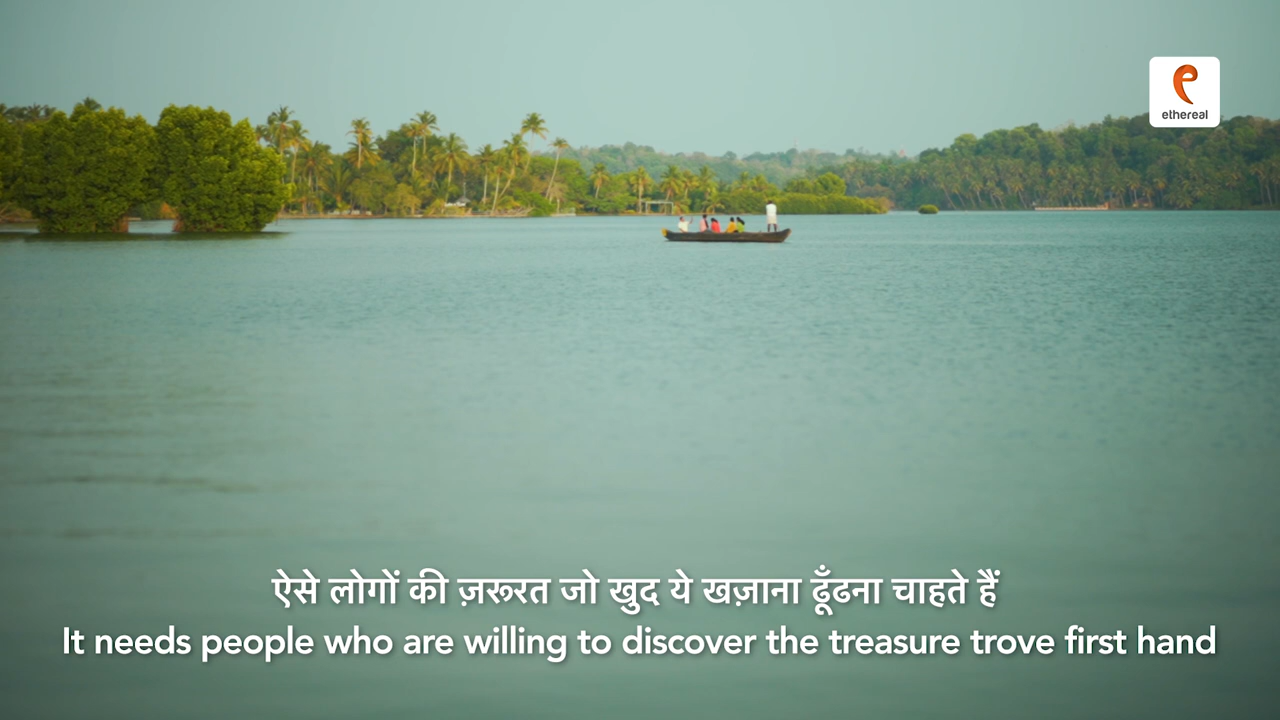 ethereal
ऐसे लोगों की ज़रूरत जो खुद ये खज़ाना ढूँढना चाहते हैं
It needs people who are willing to discover the treasure trove first hand